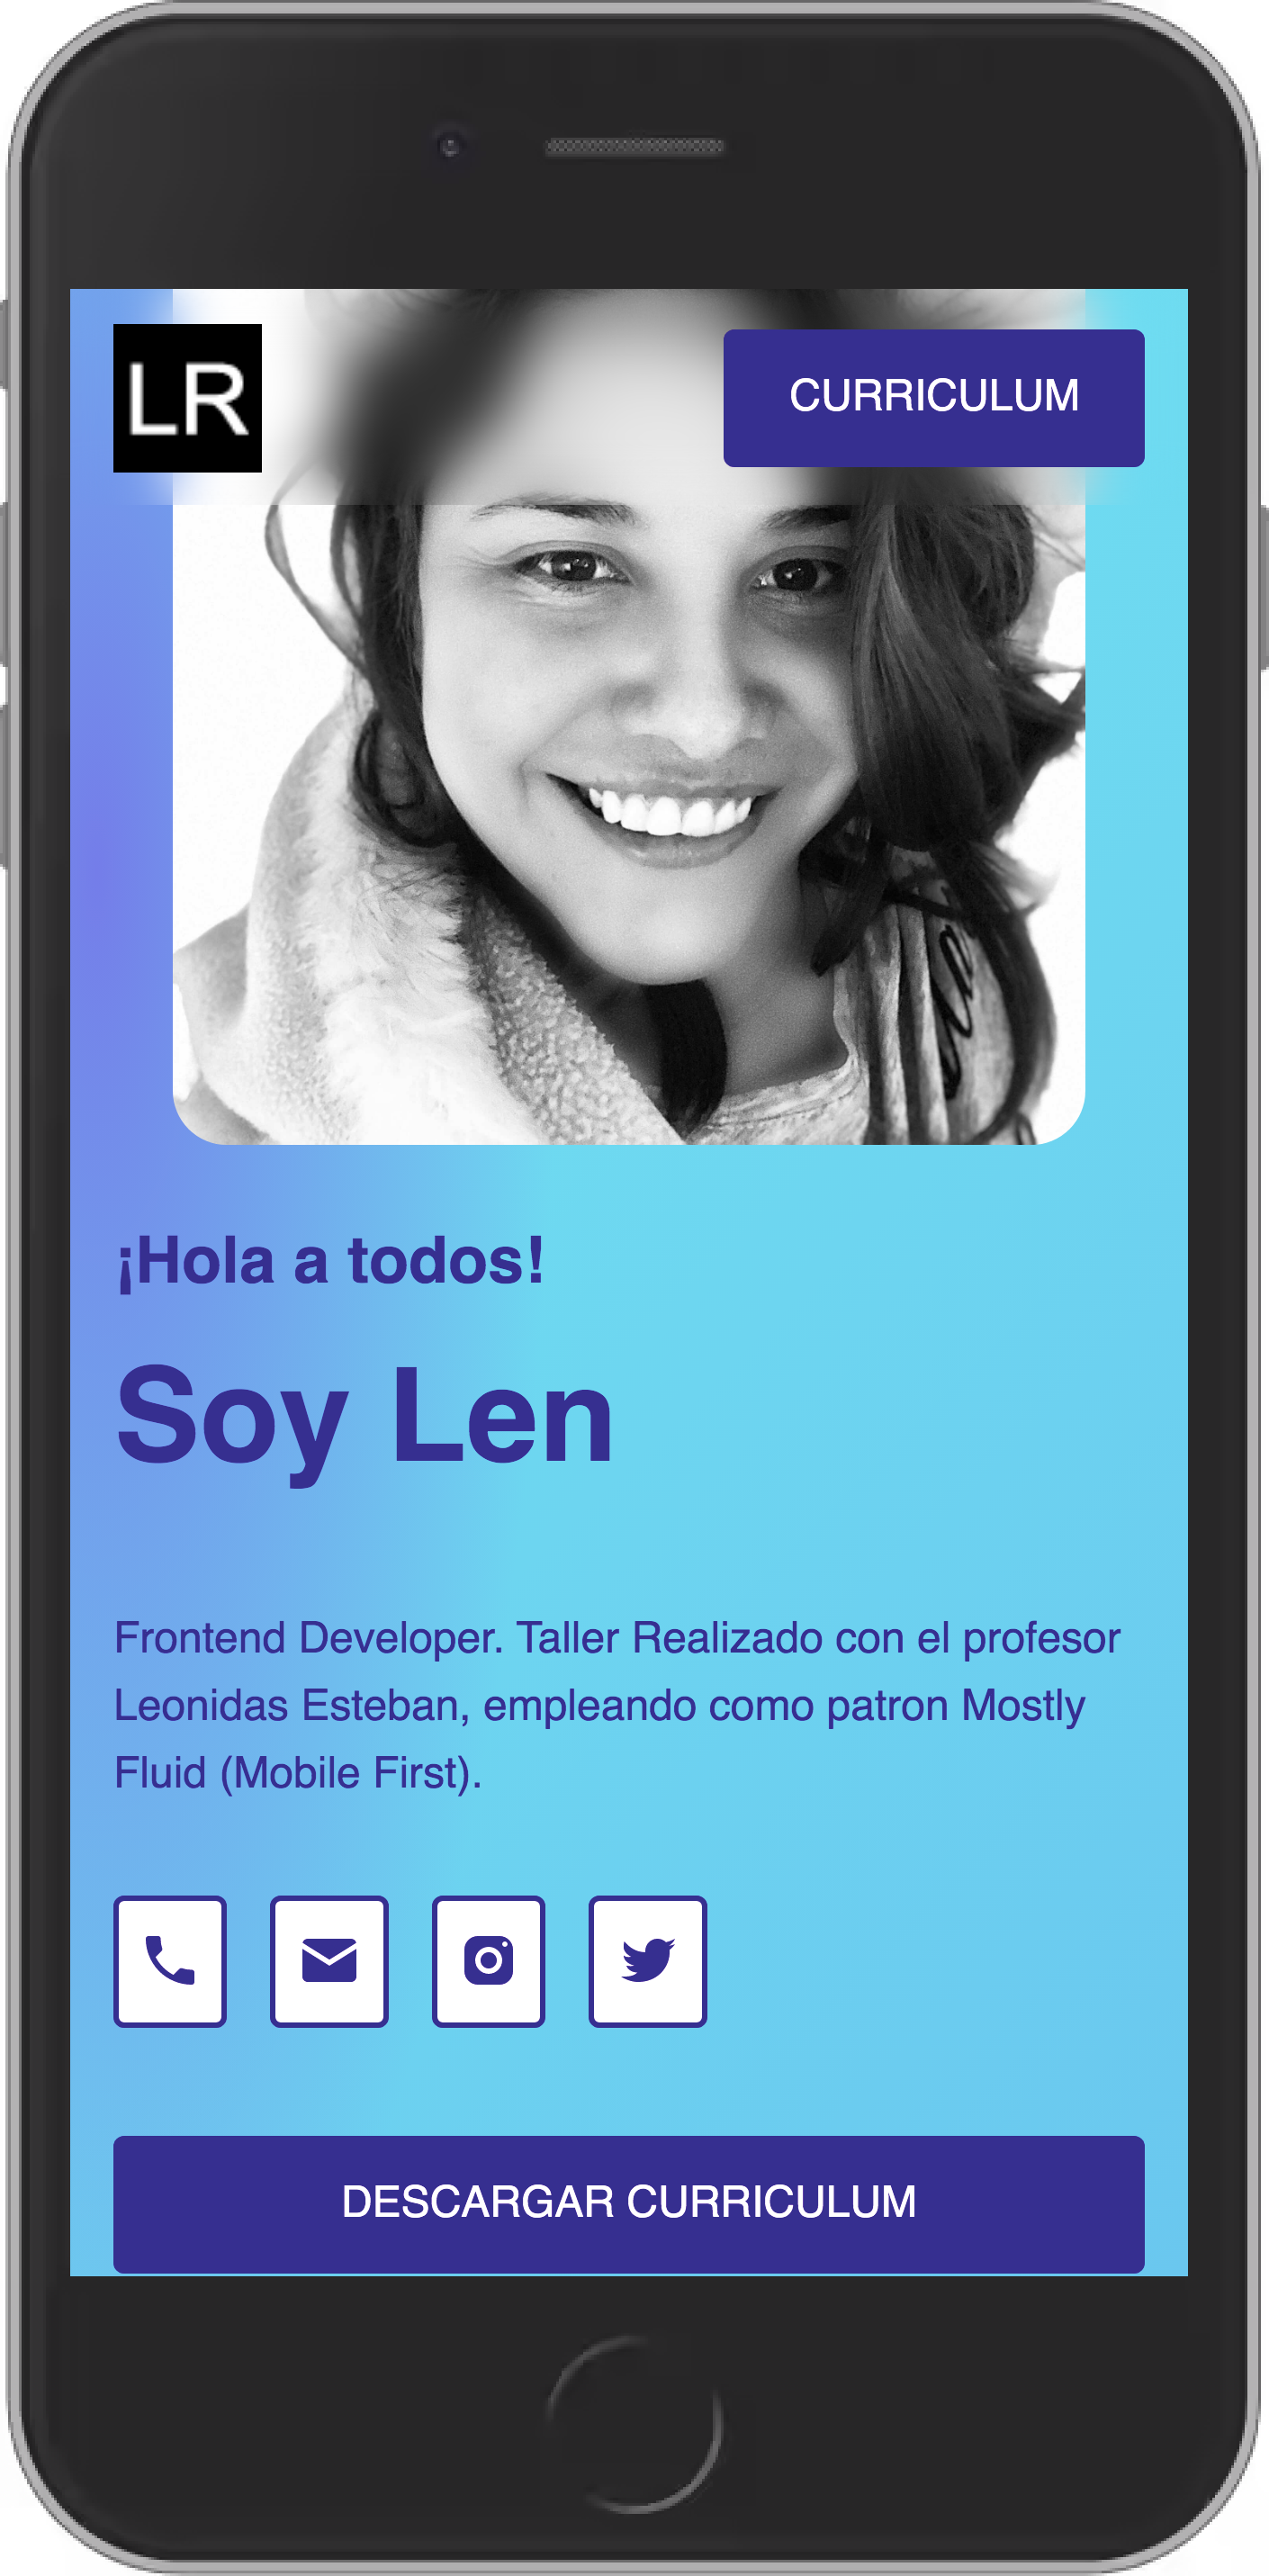 LR
CURRICULUM
¡Hola a todos!
Soy Len
Frontend Developer. Taller Realizado con el profesor
Leonidas Esteban, empleando como patron Mostly
Fluid (Mobile First).
DESCARGAR CURRICULUM